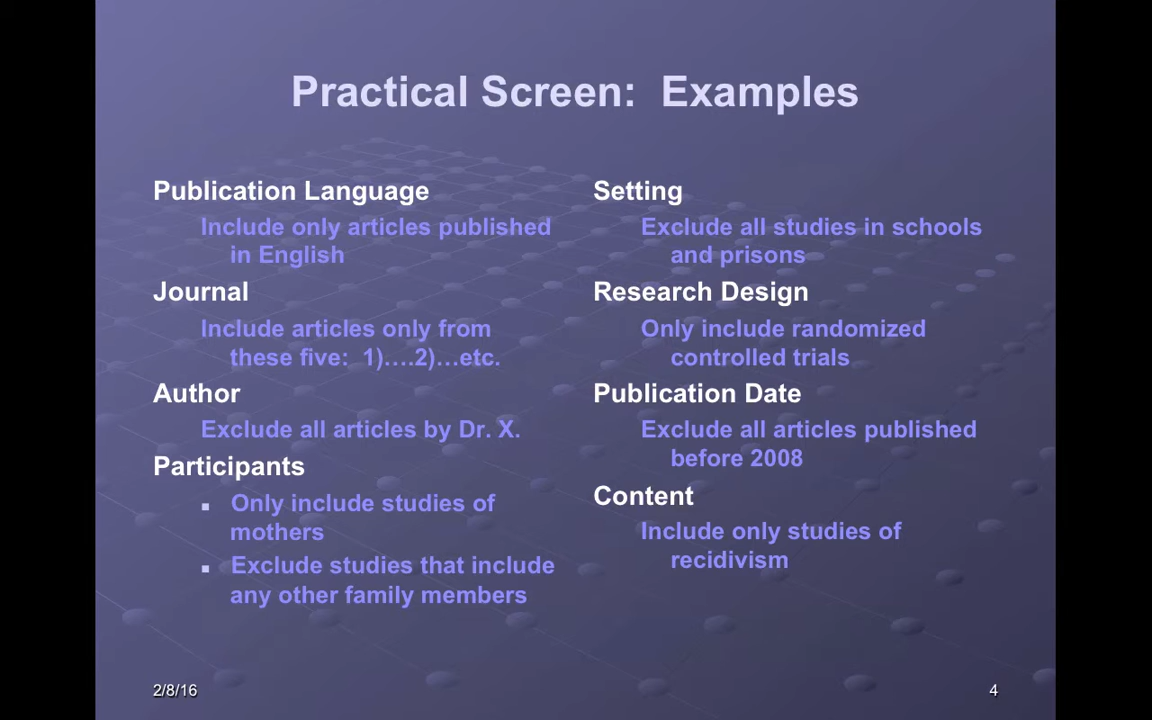 Practical Screen:  Examples
Publication Language
Include only articles published
in English
Journal
Include articles only from
these five:  1)….2)…etc.
Author
Exclude all articles by Dr. X.
Participants
▪ Only include studies of
mothers
▪ Exclude studies that include
any other family members
Setting
Exclude all studies in schools
and prisons
Research Design
Only include randomized
controlled trials
Publication Date
Exclude all articles published
before 2008
Content
Include only studies of
recidivism
2/8/16
4